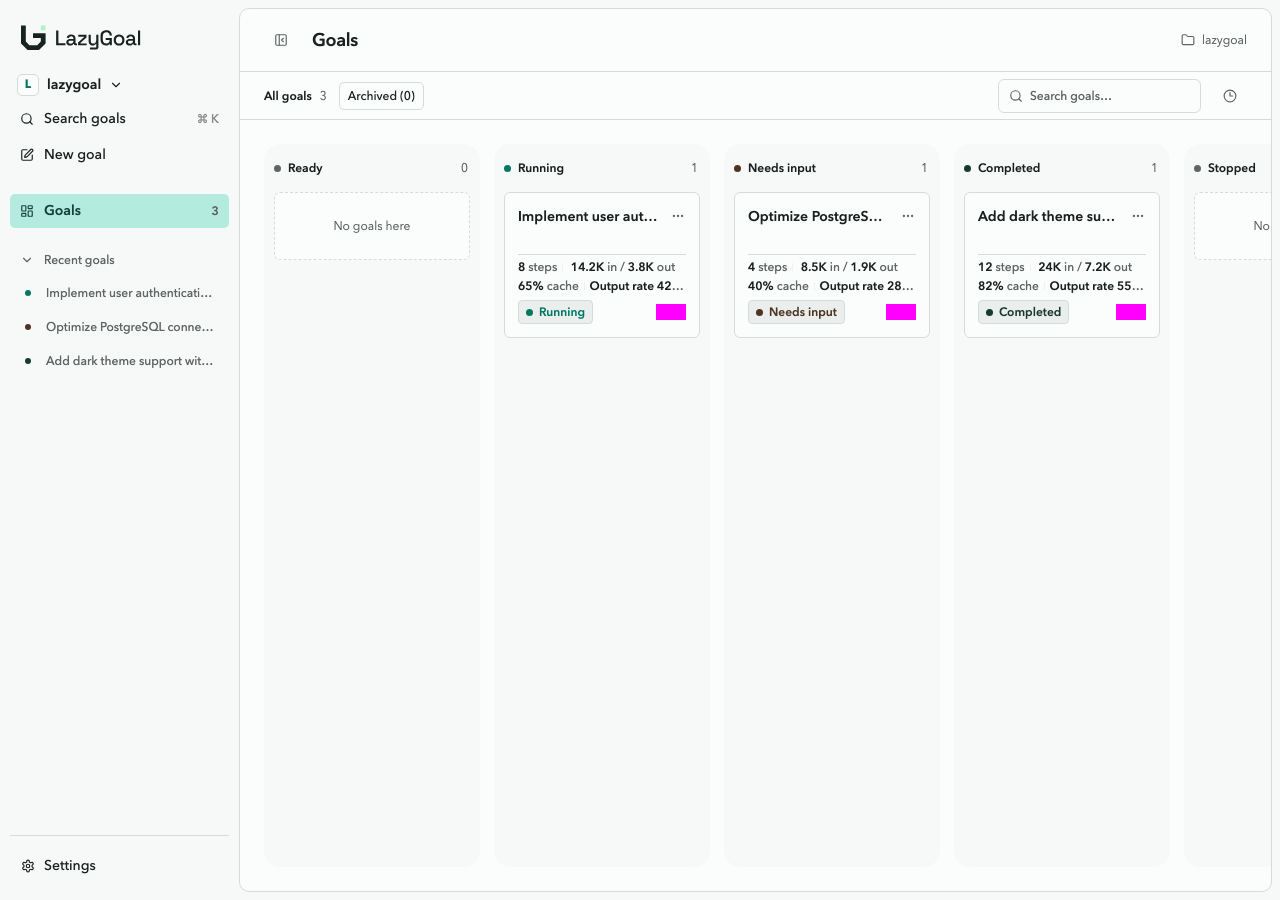 LazyGoal
L lazygoal
Search goals ⌘ K
New goal
Goals 3
Recent goals
Implement user authenticati...
Optimize PostgreSQL conne...
Add dark theme support wit...
Settings
Goals
lazygoal
All goals 3 Archived (0)
Search goals...
Ready 0
No goals here
Running 1
Implement user aut... ...
8 steps 14.2K in / 3.8K out
65% cache Output rate 42...
Running
Needs input 1
Optimize PostgreS... ...
4 steps 8.5K in / 1.9K out
40% cache Output rate 28...
Needs input
Completed 1
Add dark theme su... ...
12 steps 24K in / 7.2K out
82% cache Output rate 55...
Completed
Stopped
No